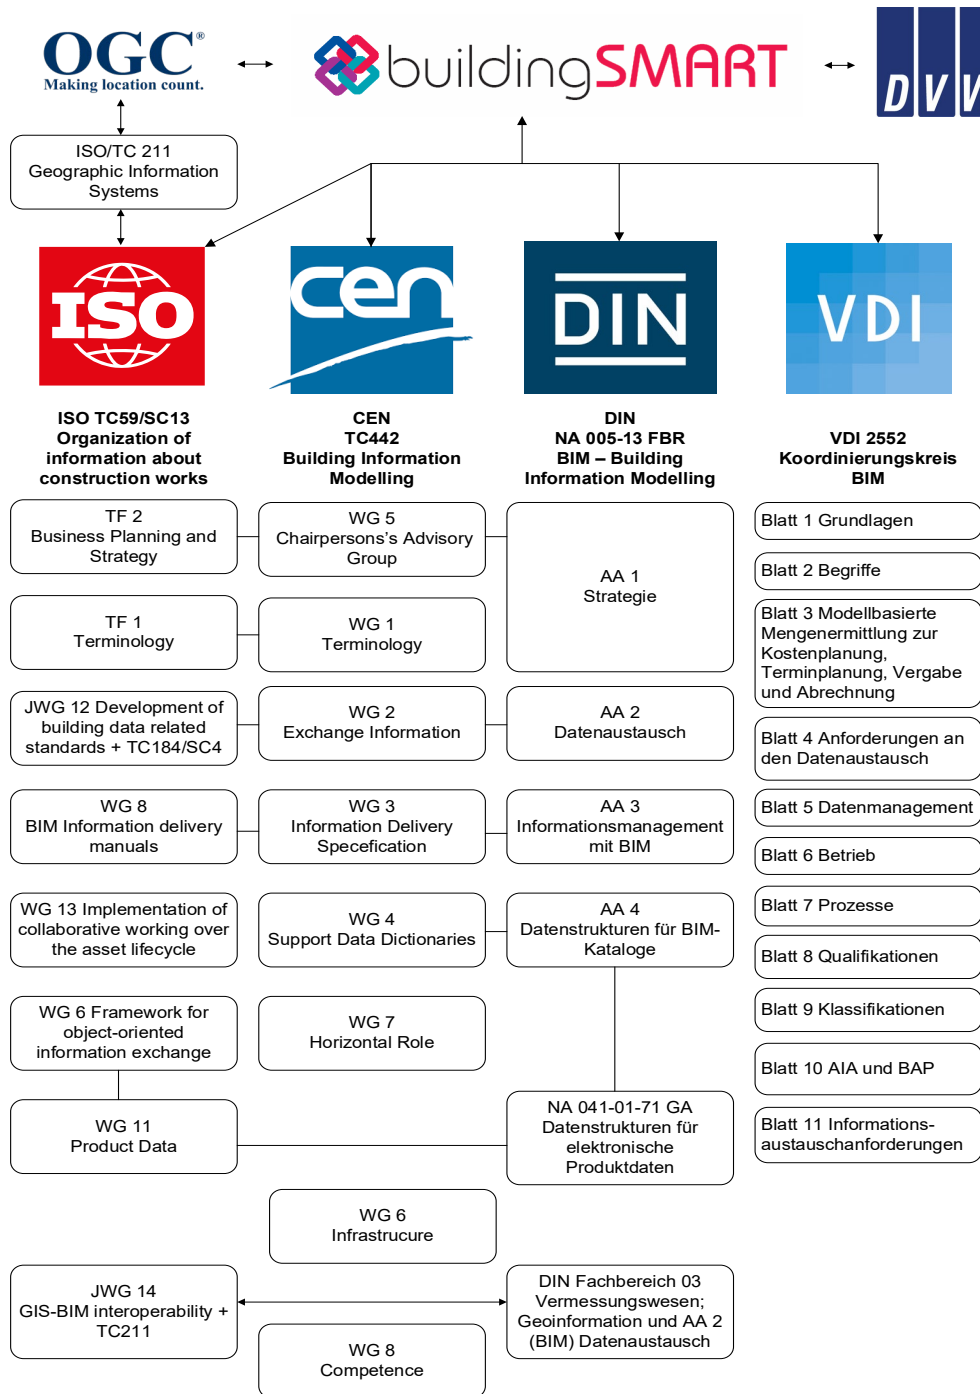 OGC®
Making location count.
buildingSMART
DVW
ISO/TC 211
Geographic Information
Systems
ISO
cen
DIN
VDI
ISO TC59/SC13
Organization of
information about
construction works
CEN
TC442
Building Information
Modelling
DIN
NA 005-13 FBR
BIM – Building
Information Modelling
VDI 2552
Koordinierungskreis
BIM
TF 2
Business Planning and
Strategy
TF 1
Terminology
JWG 12 Development of
building data related
standards + TC184/SC4
WG 8
BIM Information delivery
manuals
WG 13 Implementation of
collaborative working over
the asset lifecycle
WG 6 Framework for
object-oriented
information exchange
WG 11
Product Data
JWG 14
GIS-BIM interoperability +
TC211
WG 5
Chairpersons's Advisory
Group
WG 1
Terminology
WG 2
Exchange Information
WG 3
Information Delivery
Specefication
WG 4
Support Data Dictionaries
WG 7
Horizontal Role
WG 6
Infrastrucure
WG 8
Competence
AA 1
Strategie
AA 2
Datenaustausch
AA 3
Informationsmanagement
mit BIM
AA 4
Datenstrukturen für BIM-
Kataloge
NA 041-01-71 GA
Datenstrukturen für
elektronische
Produktdaten
DIN Fachbereich 03
Vermessungswesen;
Geoinformation und AA 2
(BIM) Datenaustausch
Blatt 1 Grundlagen
Blatt 2 Begriffe
Blatt 3 Modellbasierte
Mengenermittlung zur
Kostenplanung,
Terminplanung, Vergabe
und Abrechnung
Blatt 4 Anforderungen an
den Datenaustausch
Blatt 5 Datenmanagement
Blatt 6 Betrieb
Blatt 7 Prozesse
Blatt 8 Qualifikationen
Blatt 9 Klassifikationen
Blatt 10 AIA und BAP
Blatt 11 Informations-
austauschanforderungen